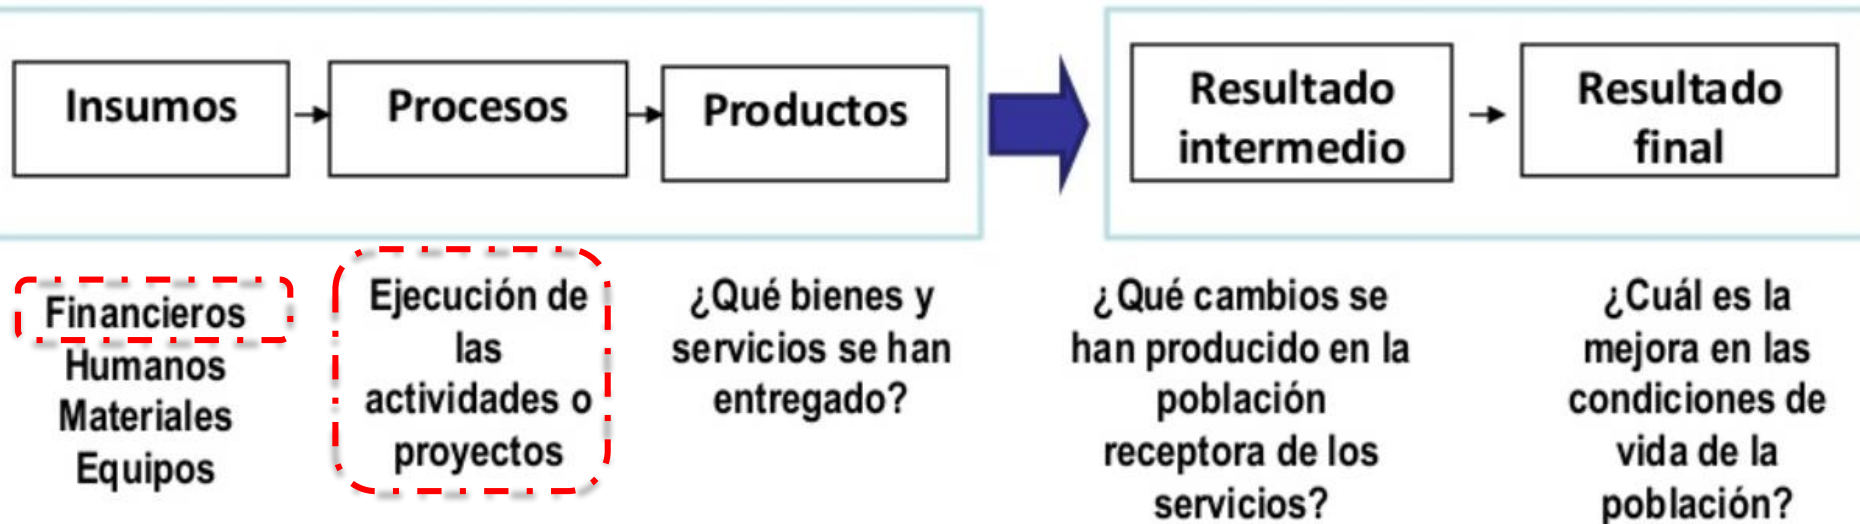 Insumos
Procesos
Productos
Resultado
intermedio
Resultado
final
Financieros
Humanos
Materiales
Equipos
Ejecución de
las
actividades o
proyectos
¿Qué bienes y
servicios se han
entregado?
¿Qué cambios se
han producido en la
población
receptora de los
servicios?
¿Cuál es la
mejora en las
condiciones de
vida de la
población?